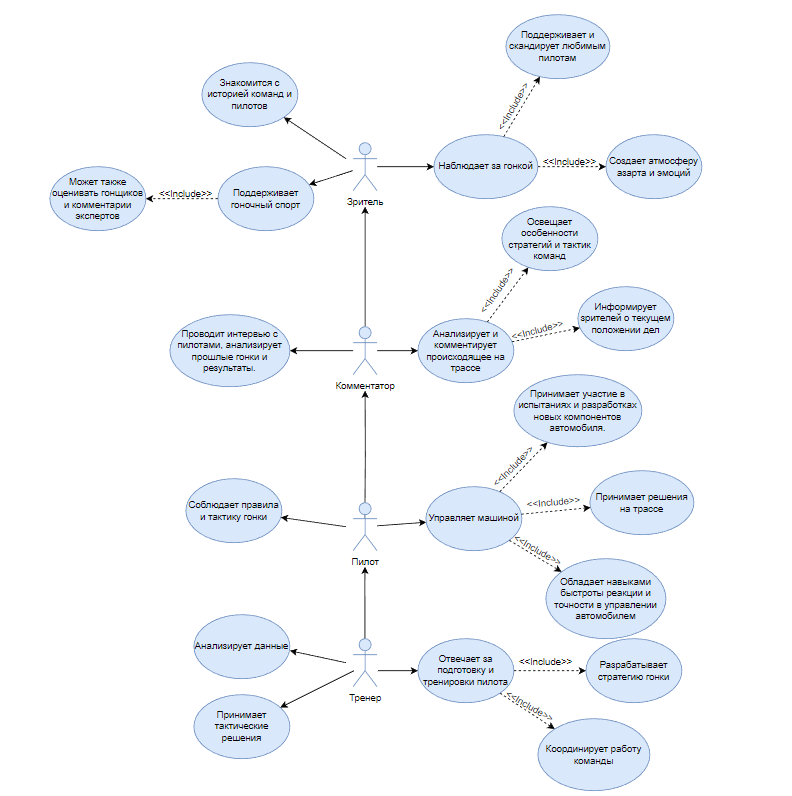 Поддерживает и
скандирует любимым
пилотам
Знакомится с
историей команд и
пилотов
<<Include>>
Наблюдает за гонкой
<<Include>>
Создает атмосферу
азарта и эмоций
Может также
оценивать гонщиков
и комментарии
экспертов
<<Include>>
Поддерживает
гоночный спорт
Зритель
Освещает
особенности
стратегий и тактик
команд
<<Include>>
Информирует
зрителей о текущем
положении дел
<<Include>>
Проводит интервью с
пилотами, анализирует
прошлые гонки и
результаты.
Анализирует и
комментирует
происходящее на
трассе
Комментатор
Принимает участие в
испытаниях и разработках
новых компонентов
автомобиля.
<<Include>>
Соблюдает правила
и тактику гонки
Управляет машиной
<<Include>>
Принимает решения
на трассе
Пилот
<<Include>>
Обладает навыками
быстроты реакции и
точности в управлении
автомобилем
Анализирует данные
Отвечает за
подготовку и
тренировки пилота
<<Include>>
Разрабатывает
стратегию гонки
Тренер
<<Include>>
Принимает
тактические
решения
Координирует работу
команды